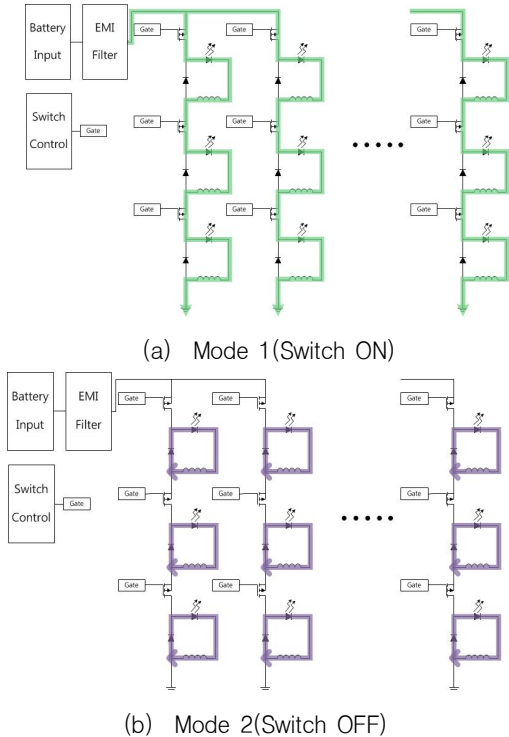 Battery
Input
EMI
Filter
Gate
Gate
Gate
Switch
Control
Gate
Gate
Gate
Gate
Gate
Gate
Gate
Gate
(a) Mode 1(Switch ON)
Battery
Input
EMI
Filter
Gate
Gate
Gate
Switch
Control
Gate
Gate
Gate
Gate
Gate
Gate
Gate
Gate
(b) Mode 2(Switch OFF)